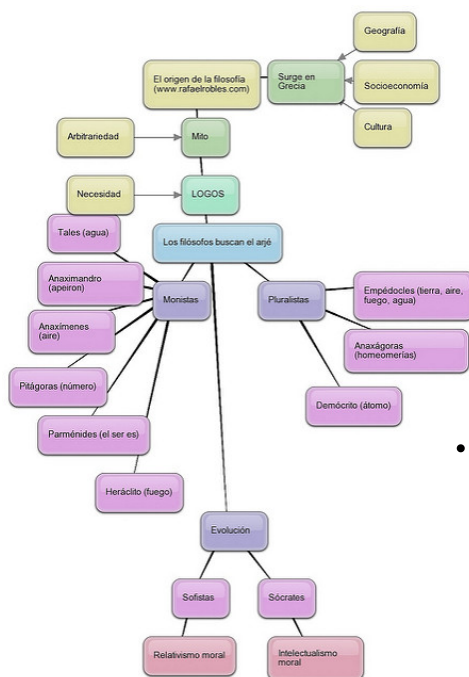 Geografía
El origen de la filosofía
(www.rafaelrobles.com)
Surge en
Grecia
Socioeconomía
Cultura
Arbitrariedad
Mito
Necesidad
LOGOS
Tales (agua)
Los filósofos buscan el arjé
Anaximandro
(apeiron)
Monistas
Pluralistas
Empédocles (tierra, aire,
fuego, agua)
Anaxímenes
(aire)
Anaxágoras
(homeomerías)
Pitágoras (número)
Demócrito (átomo)
Parménides (el ser es)
Heráclito (fuego)
Evolución
Sofistas
Sócrates
Relativismo moral
Intelectualismo
moral